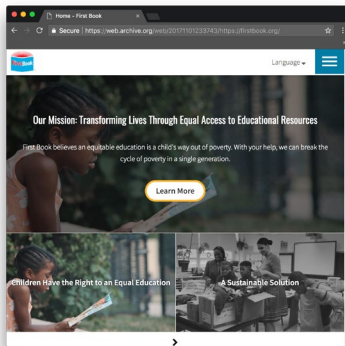 Home - First Book
Secure | https://web.archive.org/web/20171101233743/https://firstbook.org/
First Book
Language
Our Mission: Transforming Lives Through Equal Access to Educational Resources
First Book believes an equitable education is a child's way out of poverty. With your help, we can break the
cycle of poverty in a single generation.
Learn More
Children Have the Right to an Equal Education
A Sustainable Solution